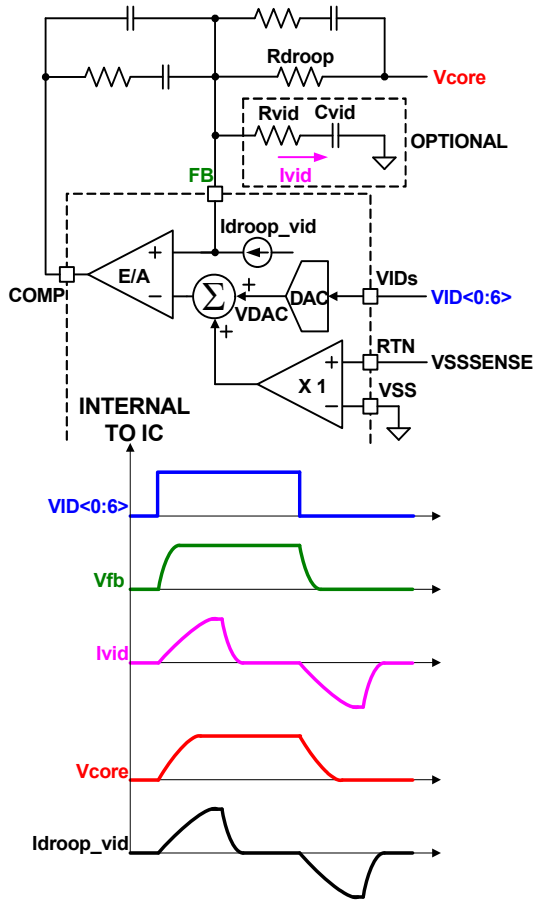 Rdroop
Vcore
Rvid
Cvid
OPTIONAL
Ivid
FB
Idroop_vid
+
E/A
−
Σ
+
+
VDAC
DAC
VIDs
VID<0:6>
COMP
RTN
VSSSENSE
+
X 1
−
VSS
INTERNAL
TO IC
VID<0:6>
Vfb
Ivid
Vcore
Idroop_vid